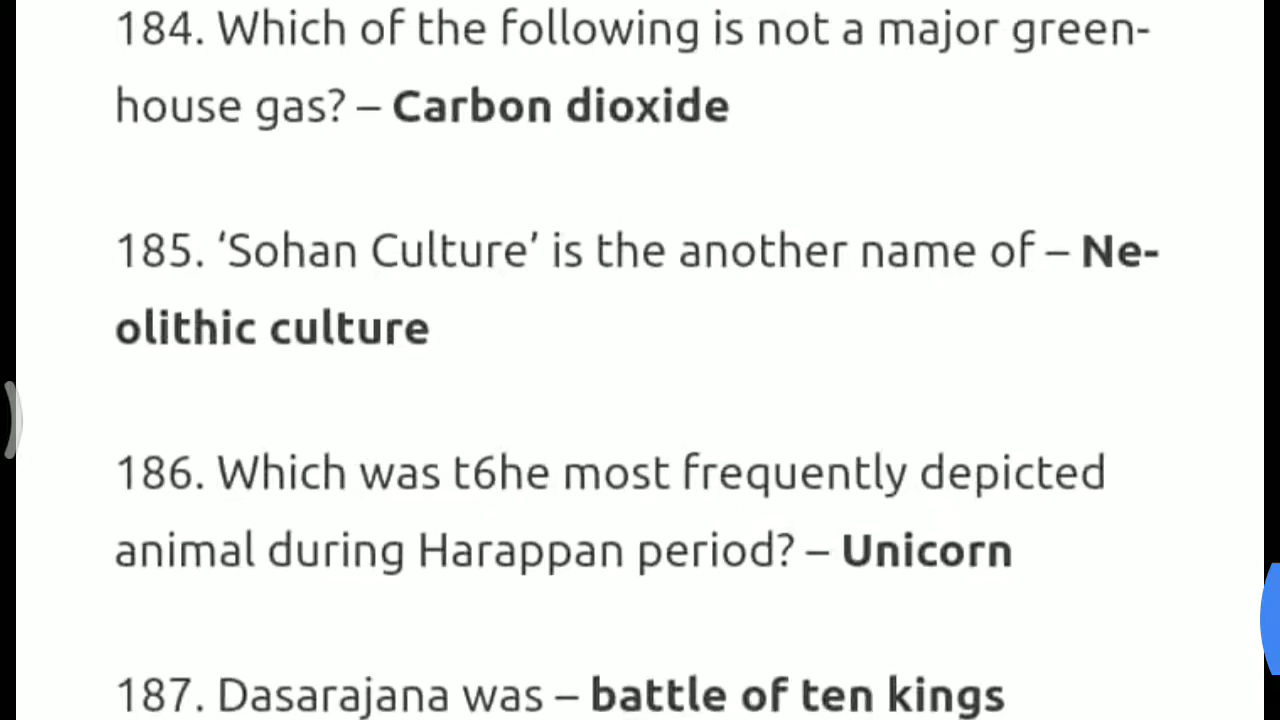 184. Which of the following is not a major green-
house gas? – Carbon dioxide
185. ‘Sohan Culture’ is the another name of – Ne-
olithic culture
186. Which was t6he most frequently depicted
animal during Harappan period? – Unicorn
187. Dasarajana was – battle of ten kings